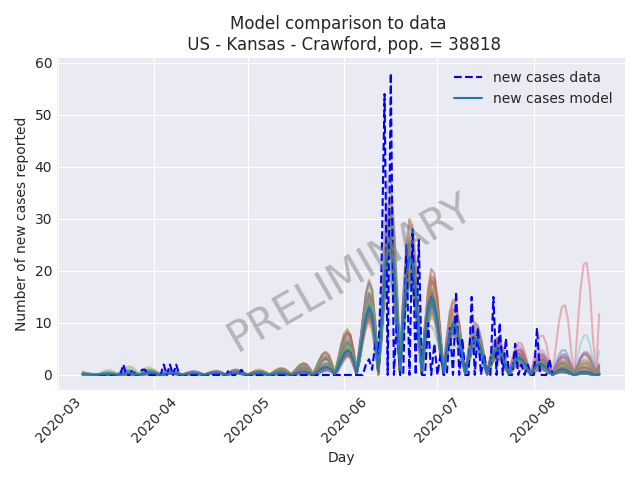 Model comparison to data
US - Kansas - Crawford, pop. = 38818
new cases data
new cases model
Number of new cases reported
60
50
40
30
20
10
0
PRELIMINARY
2020-03
2020-04
2020-05
2020-06
2020-07
2020-08
Day